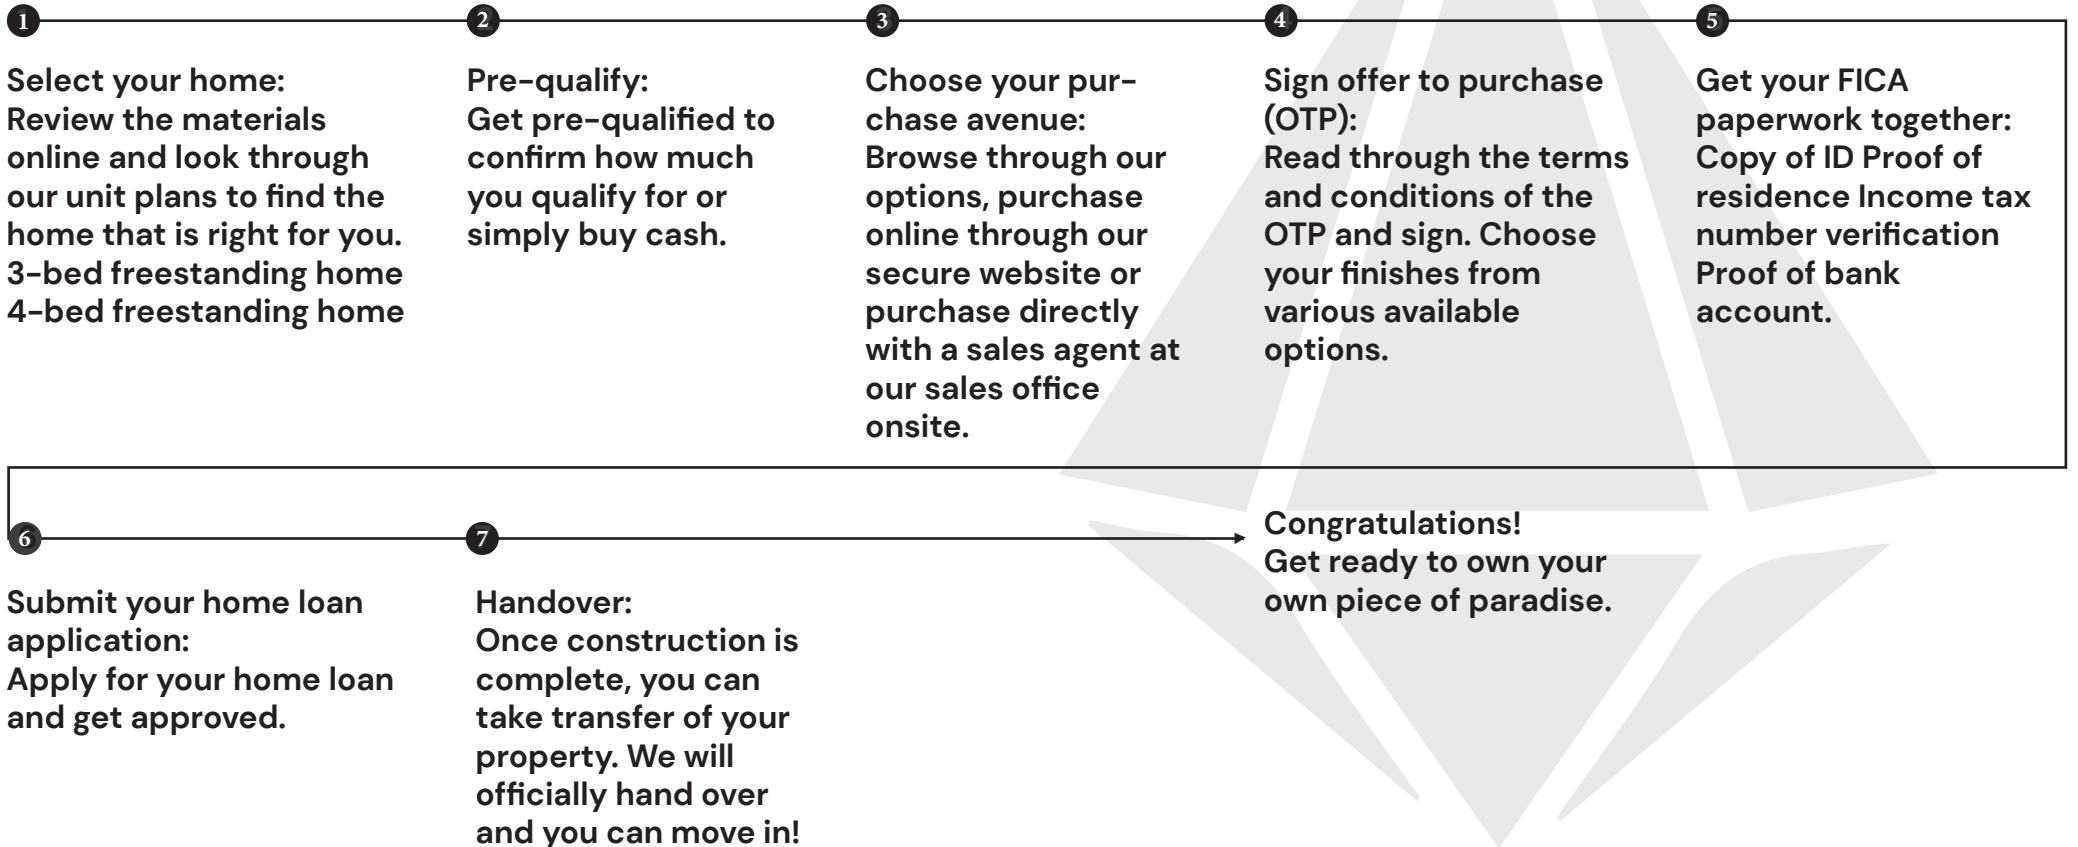 1
Select your home:
Review the materials
online and look through
our unit plans to find the
home that is right for you.
3-bed freestanding home
4-bed freestanding home
2
Pre-qualify:
Get pre-qualified to
confirm how much
you qualify for or
simply buy cash.
3
Choose your pur-
chase avenue:
Browse through our
options, purchase
online through our
secure website or
purchase directly
with a sales agent at
our sales office
onsite.
4
Sign offer to purchase
(OTP):
Read through the terms
and conditions of the
OTP and sign. Choose
your finishes from
various available
options.
5
Get your FICA
paperwork together:
Copy of ID Proof of
residence Income tax
number verification
Proof of bank
account.
6
Submit your home loan
application:
Apply for your home loan
and get approved.
7
Handover:
Once construction is
complete, you can
take transfer of your
property. We will
officially hand over
and you can move in!
Congratulations!
Get ready to own your
own piece of paradise.